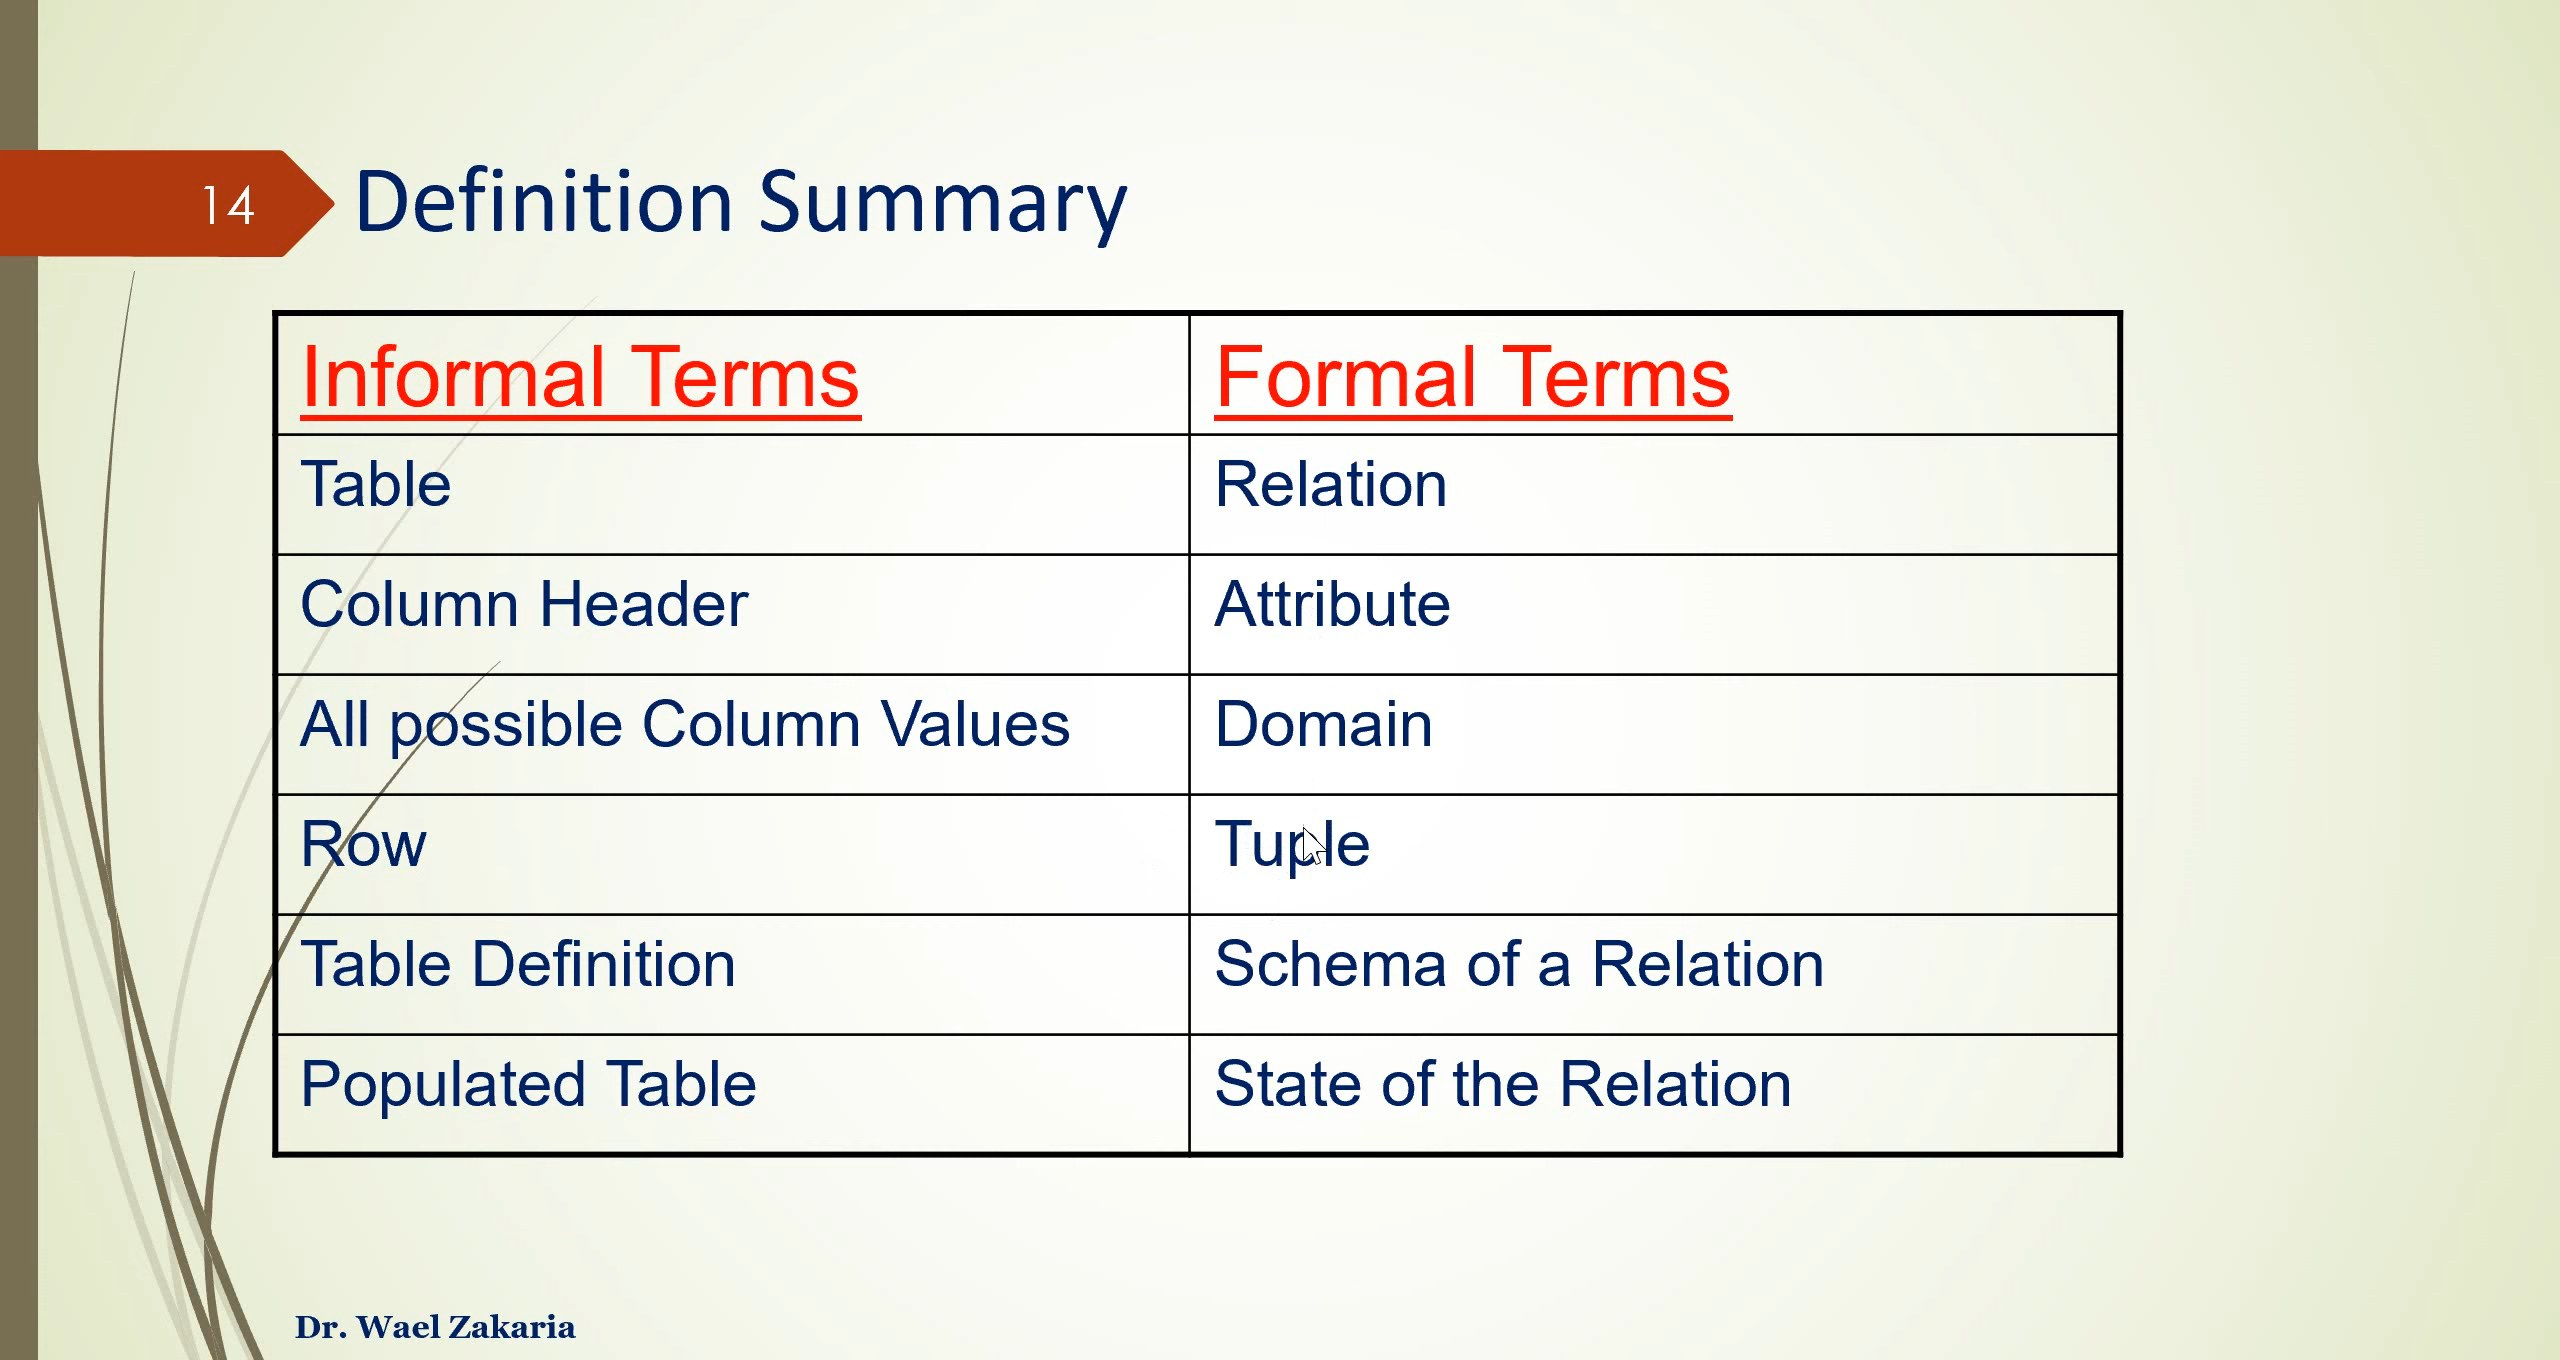 14
Definition Summary
Informal Terms
Formal Terms
Table
Relation
Column Header
Attribute
All possible Column Values
Domain
Row
Tuple
Table Definition
Schema of a Relation
Populated Table
State of the Relation
Dr. Wael Zakaria